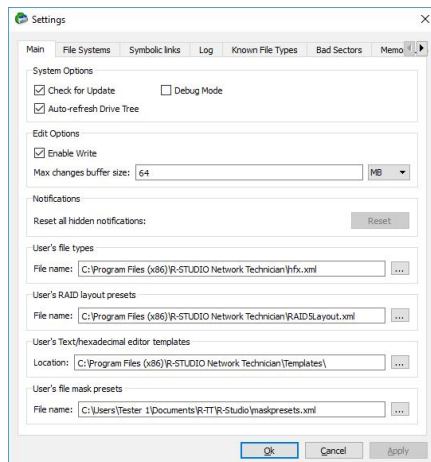 Settings
Main File Systems Symbolic links Log Known File Types Bad Sectors
System Options
Check for Update Debug Mode
Auto-refresh Drive Tree
Edit Options
Enable Write
Max changes buffer size: 64 MB
Notifications
Reset all hidden notifications: Reset
User's file types
File name: C:\Program Files (x86)\R-STUDIO Network Technician\hfx.xml ...
User's RAID layout presets
File name: C:\Program Files (x86)\R-STUDIO Network Technician\RAID5Layout.xml ...
User's Text/hexadecimal editor templates
Location: C:\Program Files (x86)\R-STUDIO Network Technician\Templates\ ...
User's file mask presets
File name: C:\Users\Tester 1\Documents\R-TT\R-Studio\maskpresets.xml ...
Ok Cancel Apply